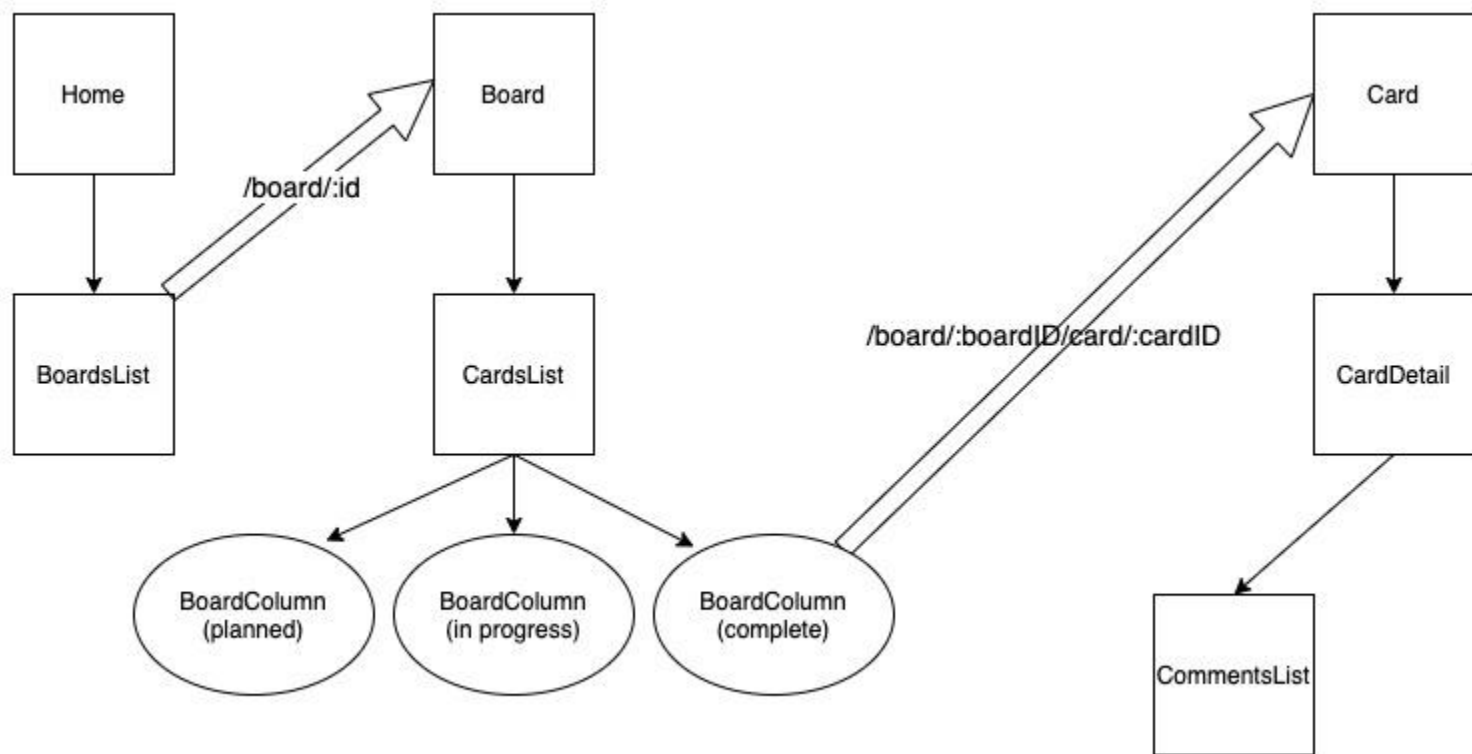 Home
Board
Card
/board/:id
BoardsList
CardsList
/board/:boardID/card/:cardID
CardDetail
BoardColumn
(planned)
BoardColumn
(in progress)
BoardColumn
(complete)
CommentsList